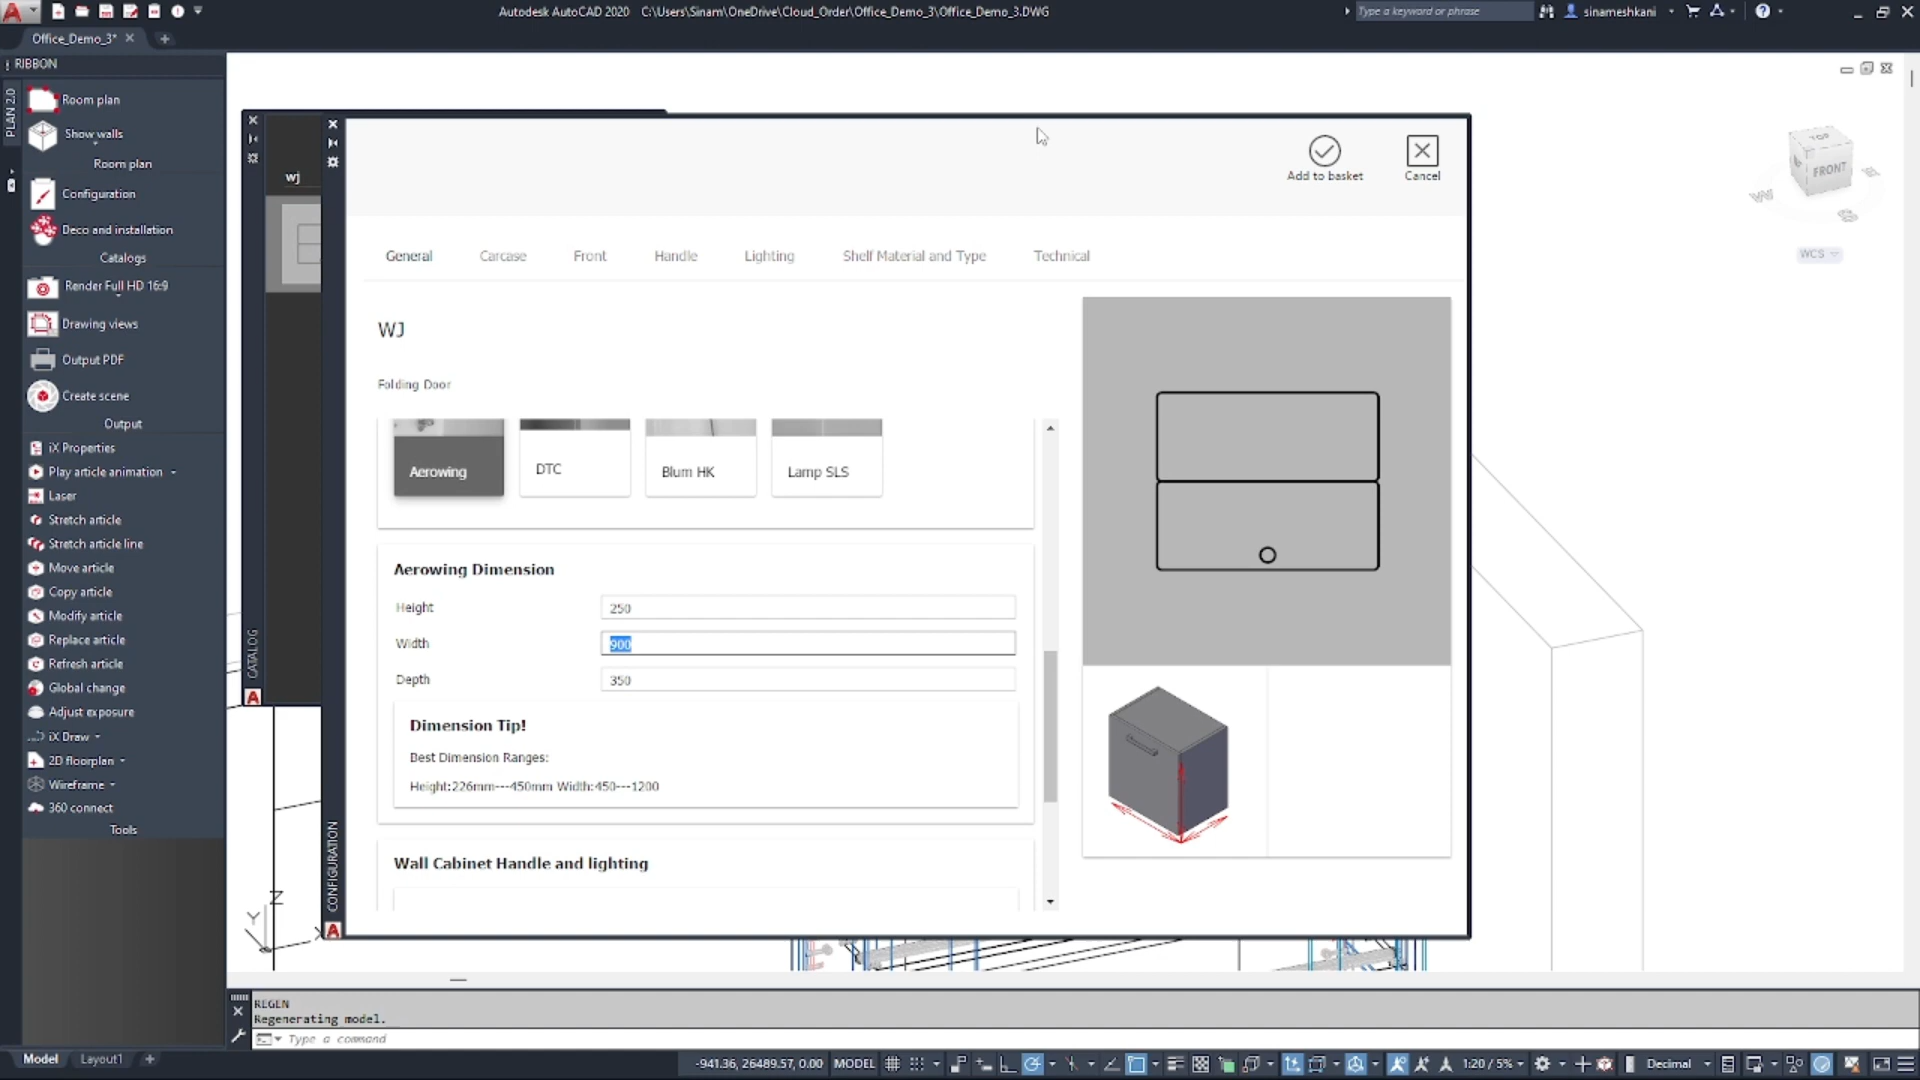 Autodesk AutoCAD 2020 C:\Users\Sinam\OneDrive\Cloud_Order\Office_Demo_3\Office_Demo_3.DWG
Type a keyword or phrase
sinameshkani
Office_Demo_3*
RIBBON
PLAN 2.0
Room plan
Show walls
Room plan
Configuration
Deco and installation
Catalogs
Render Full HD 16:9
Drawing views
Output PDF
Create scene
Output
iX Properties
Play article animation
Laser
Stretch article
Stretch article line
Move article
Copy article
Modify article
Replace article
Refresh article
Global change
Adjust exposure
iX Draw
2D floorplan
Wireframe
360 connect
Tools
wj
CATALOG
CONFIGURATION
Add to basket
Cancel
General
Carcase
Front
Handle
Lighting
Shelf Material and Type
Technical
WJ
Folding Door
Aerowing
DTC
Blum HK
Lamp SLS
Aerowing Dimension
Height 250
Width 900
Depth 350
Dimension Tip!
Best Dimension Ranges:
Height:226mm---450mm Width:450---1200
Wall Cabinet Handle and lighting
TOP
FRONT
W
S
WCS
Z
Y
X
REGEN
Regenerating model.
Type a command
Model
Layout1
-941.36, 26489.57, 0.00 MODEL
1:20 / 5%
Decimal